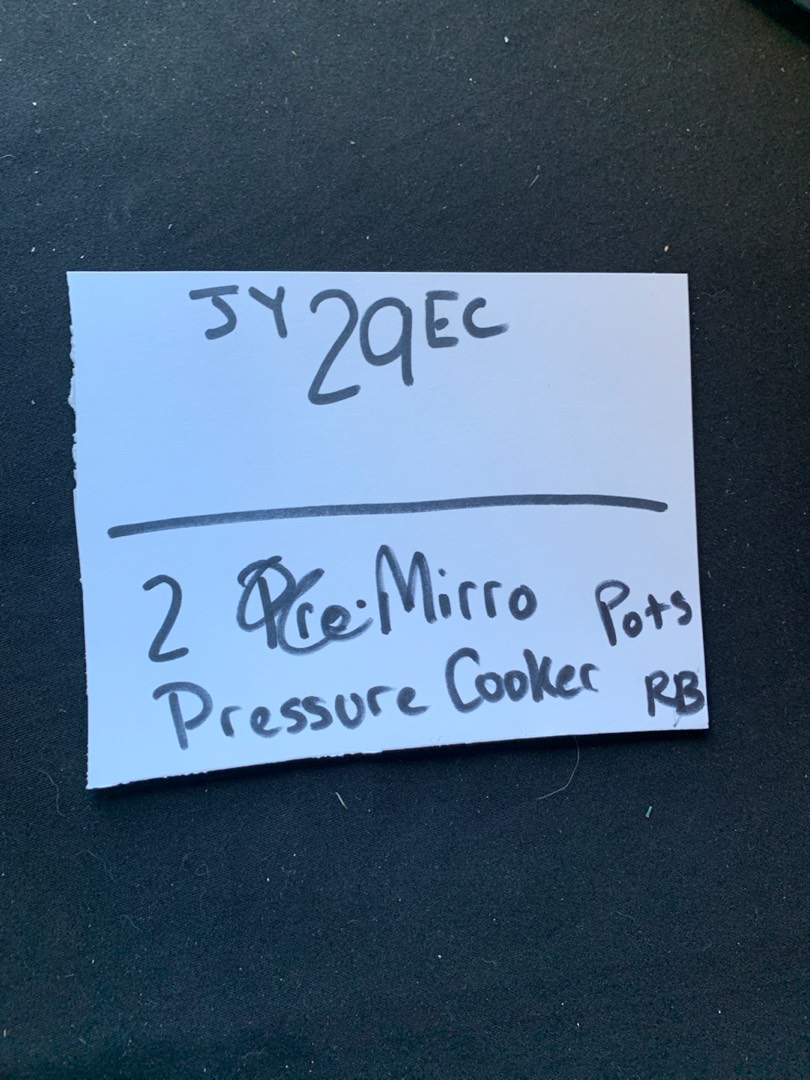 JY 29 EC
2 Mirro Pots
Pressure Cooker RB